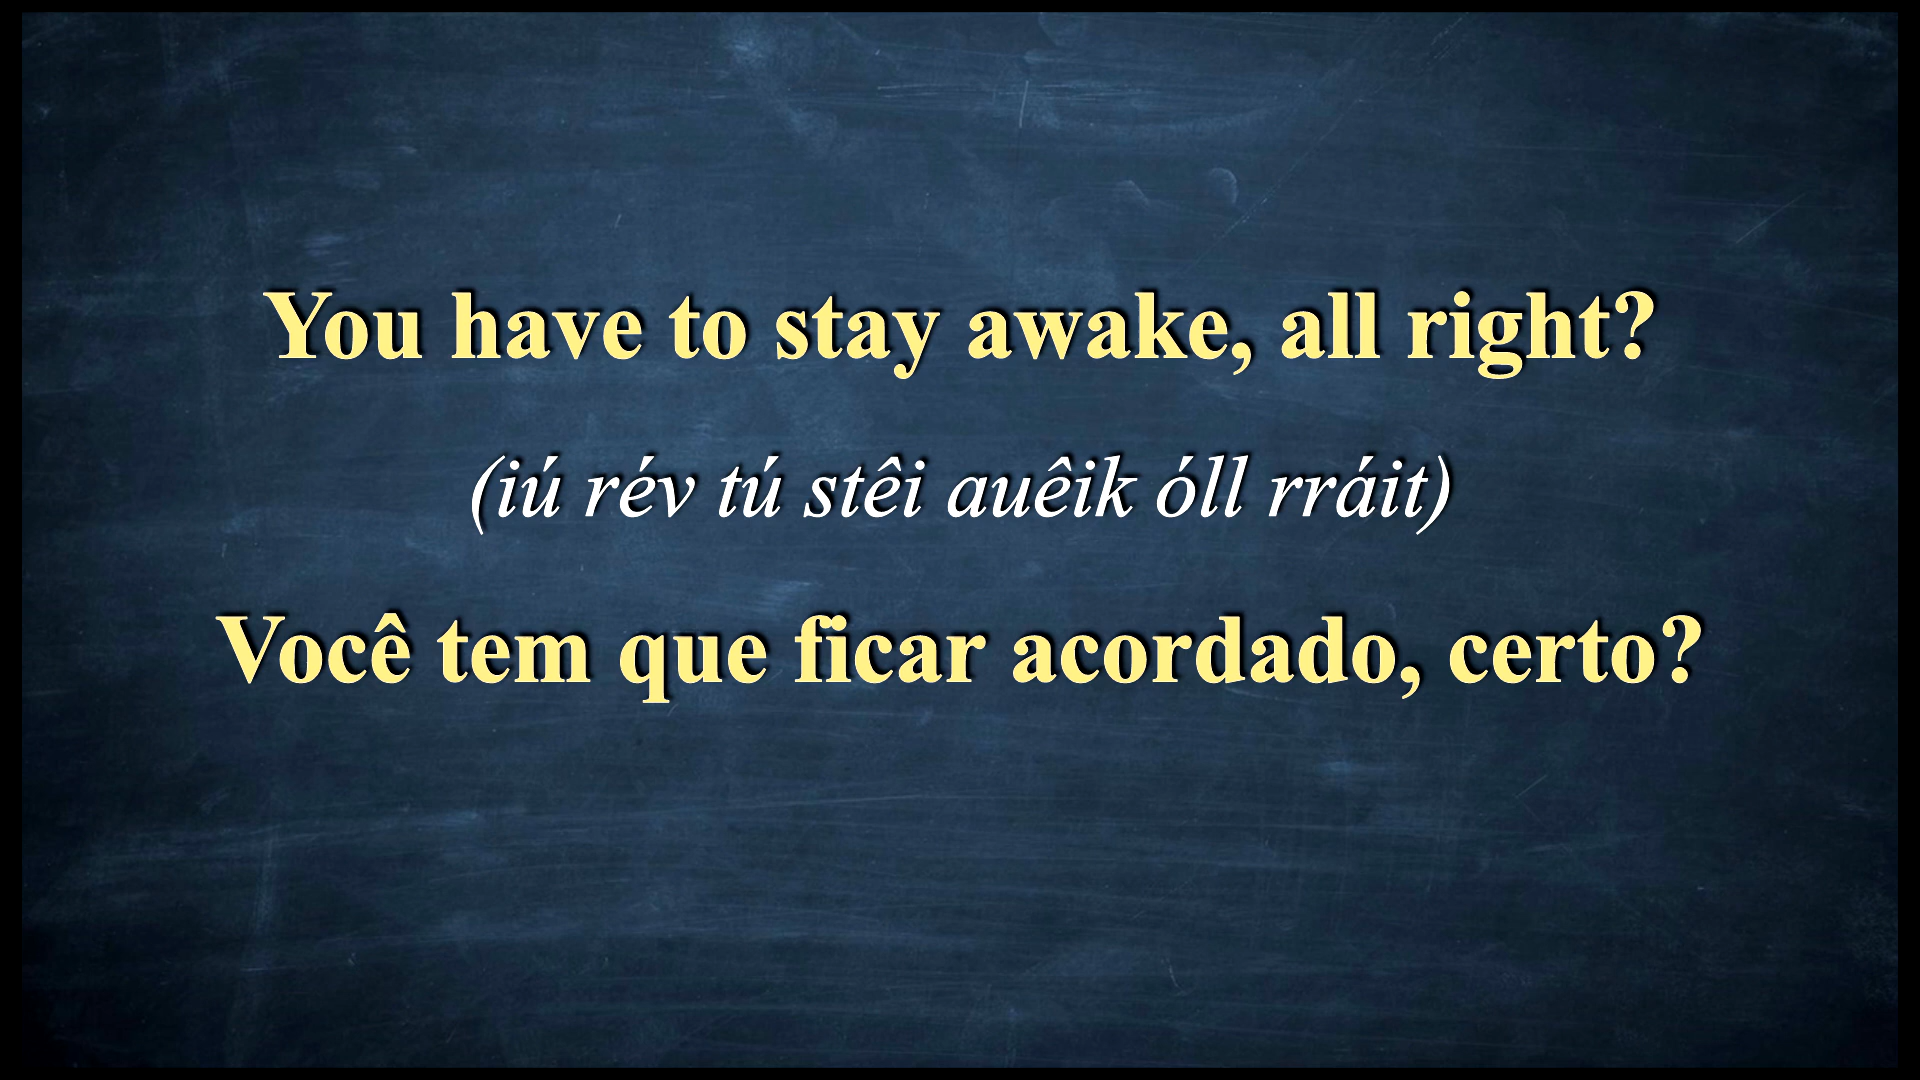 You have to stay awake, all right?
(iú rév tú stêi auêik óll rráit)
Você tem que ficar acordado, certo?